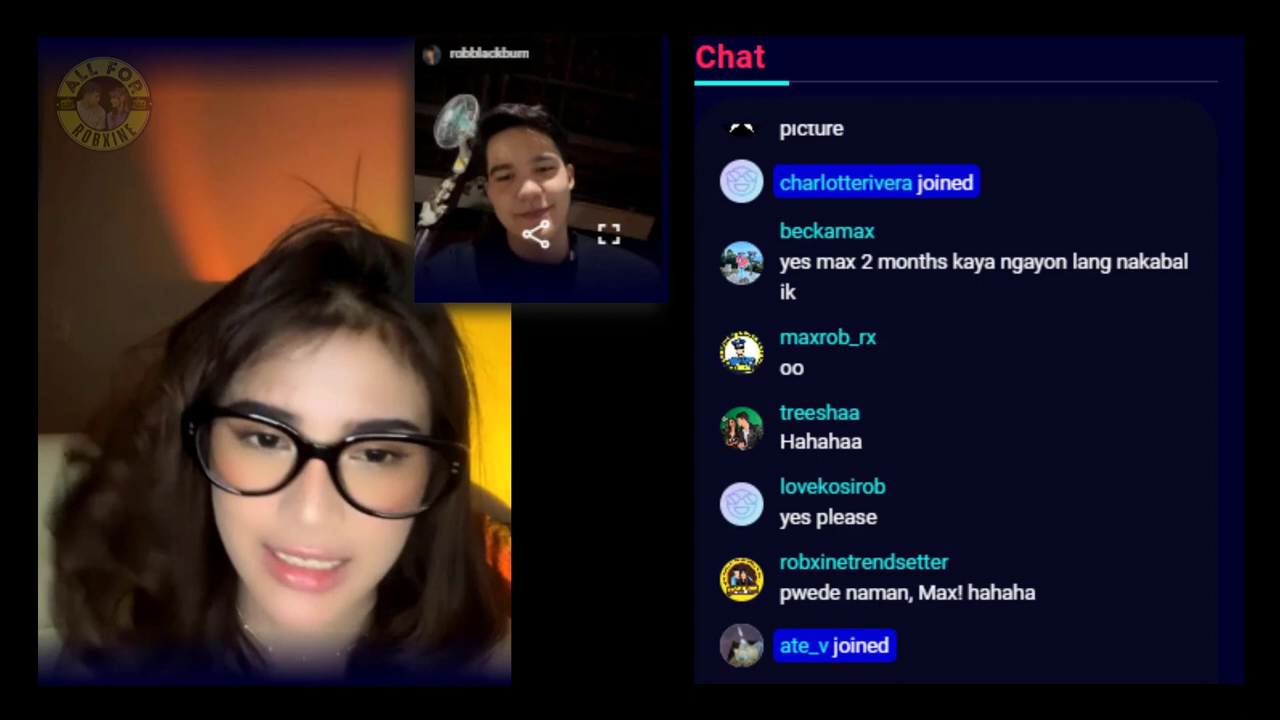 ALL FOR
ROBXINE
robblackburn
Chat
picture
charlotterivera joined
beckamax
yes max 2 months kaya ngayon lang nakabal
ik
maxrob_rx
oo
treeshaa
Hahahaa
lovekosirob
yes please
robxinetrendsetter
pwede naman, Max! hahaha
ate_v joined